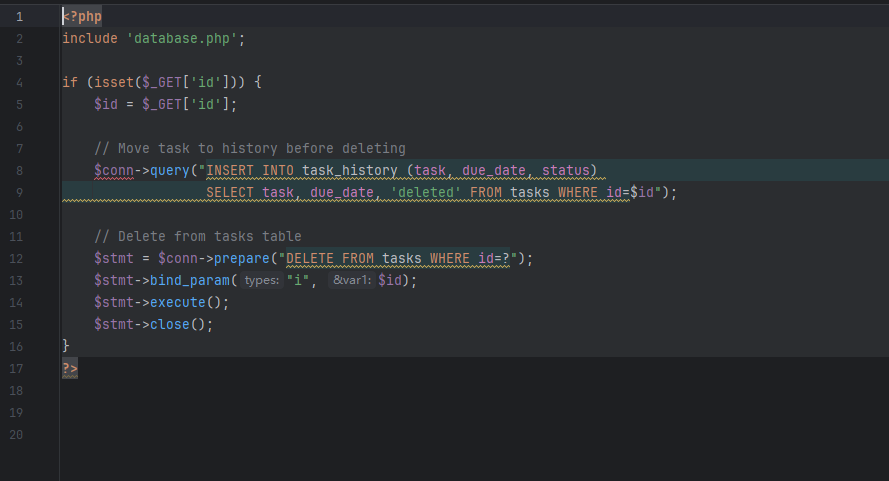 1 <?php
2 include 'database.php';
3
4 if (isset($_GET['id'])) {
5     $id = $_GET['id'];
6
7     // Move task to history before deleting
8     $conn->query("INSERT INTO task_history (task, due_date, status)
9                   SELECT task, due_date, 'deleted' FROM tasks WHERE id=$id");
10
11     // Delete from tasks table
12     $stmt = $conn->prepare("DELETE FROM tasks WHERE id=?");
13     $stmt->bind_param( types: "i", &var1: $id);
14     $stmt->execute();
15     $stmt->close();
16 }
17 ?>
18
19
20